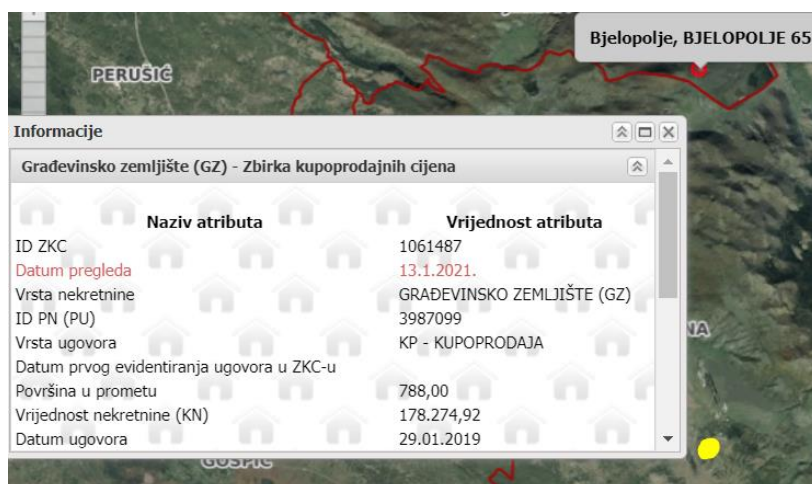 Bjelopolje, BJELOPOLJE 65
PERUŠIĆ
Informacije
Građevinsko zemljište (GZ) - Zbirka kupoprodajnih cijena
Naziv atributa Vrijednost atributa
ID ZKC 1061487
Datum pregleda 13.1.2021.
Vrsta nekretnine GRAĐEVINSKO ZEMLJIŠTE (GZ)
ID PN (PU) 3987099
Vrsta ugovora KP - KUPOPRODAJA
Datum prvog evidentiranja ugovora u ZKC-u
Površina u prometu 788,00
Vrijednost nekretnine (KN) 178.274,92
Datum ugovora 29.01.2019
NA
GOSPIĆ